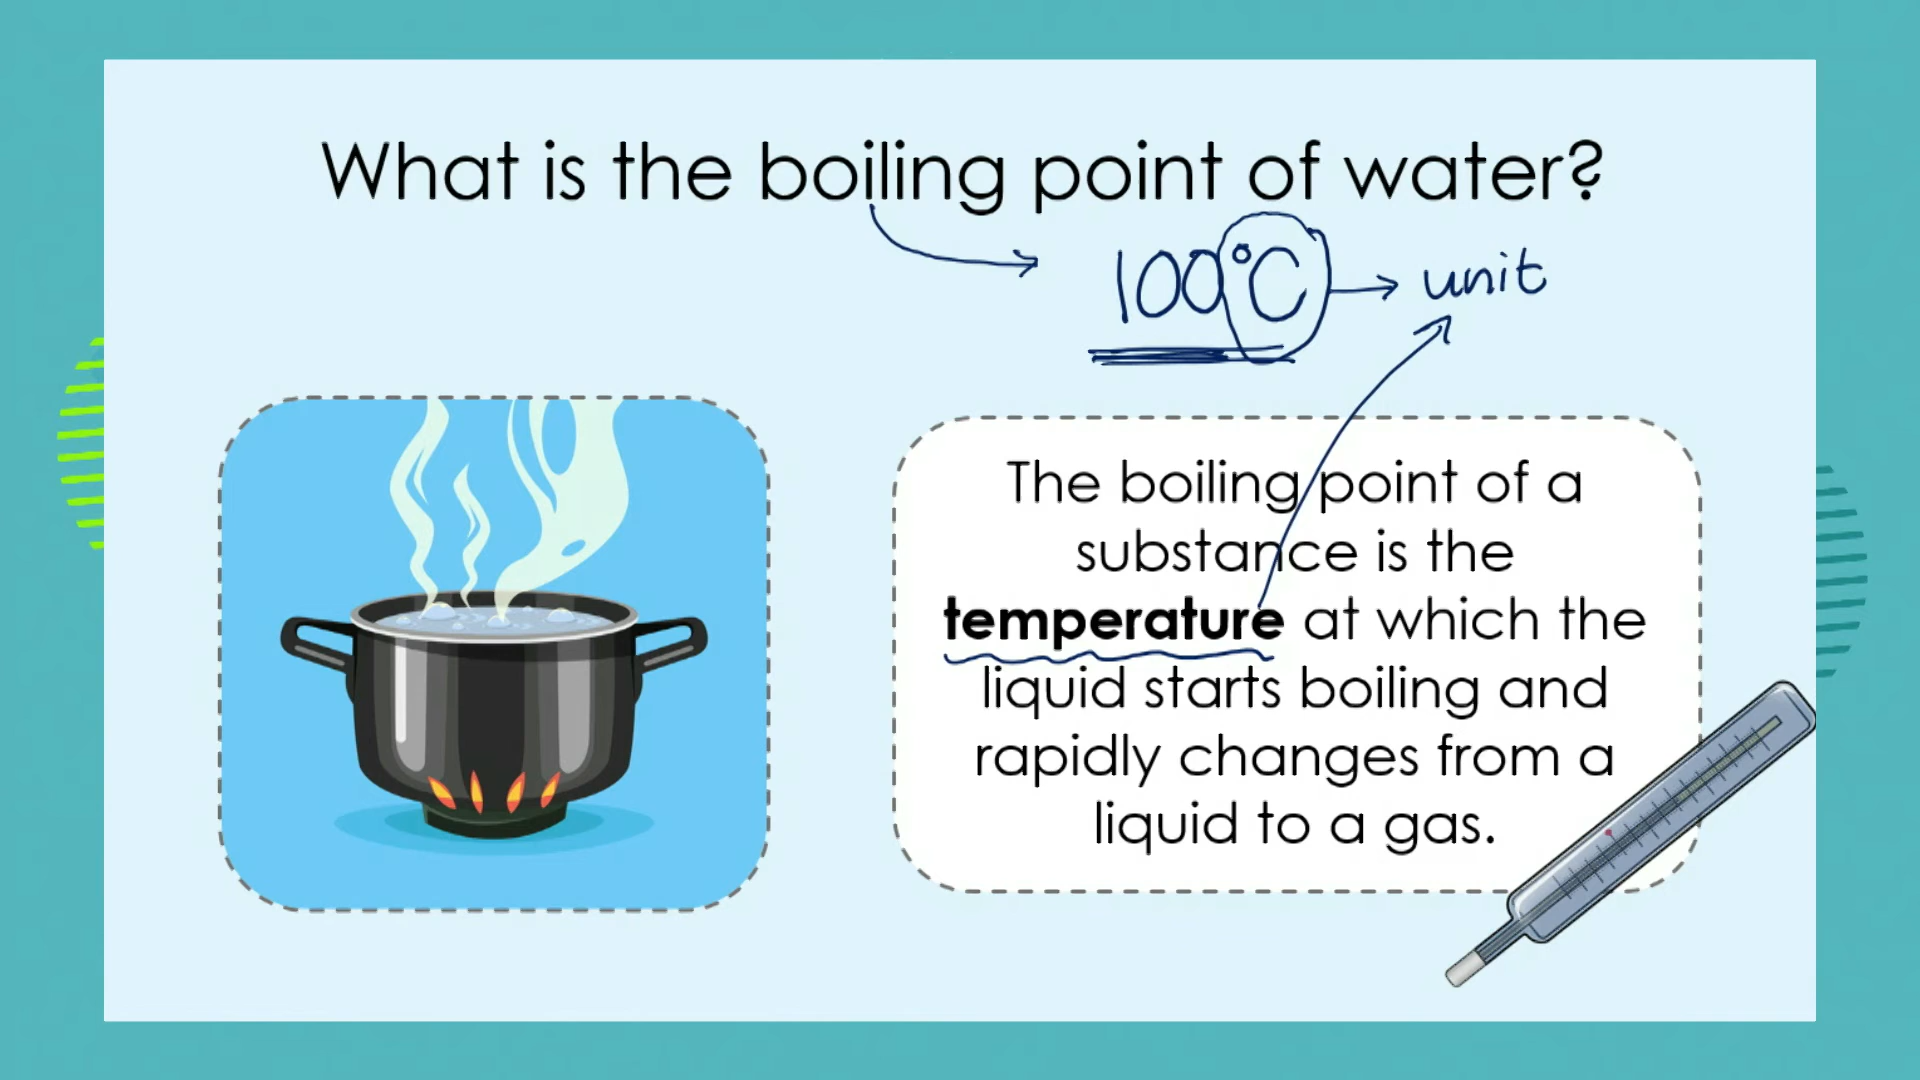 What is the boiling point of water?
100°C → unit
The boiling point of a
substance is the
temperature at which the
liquid starts boiling and
rapidly changes from a
liquid to a gas.